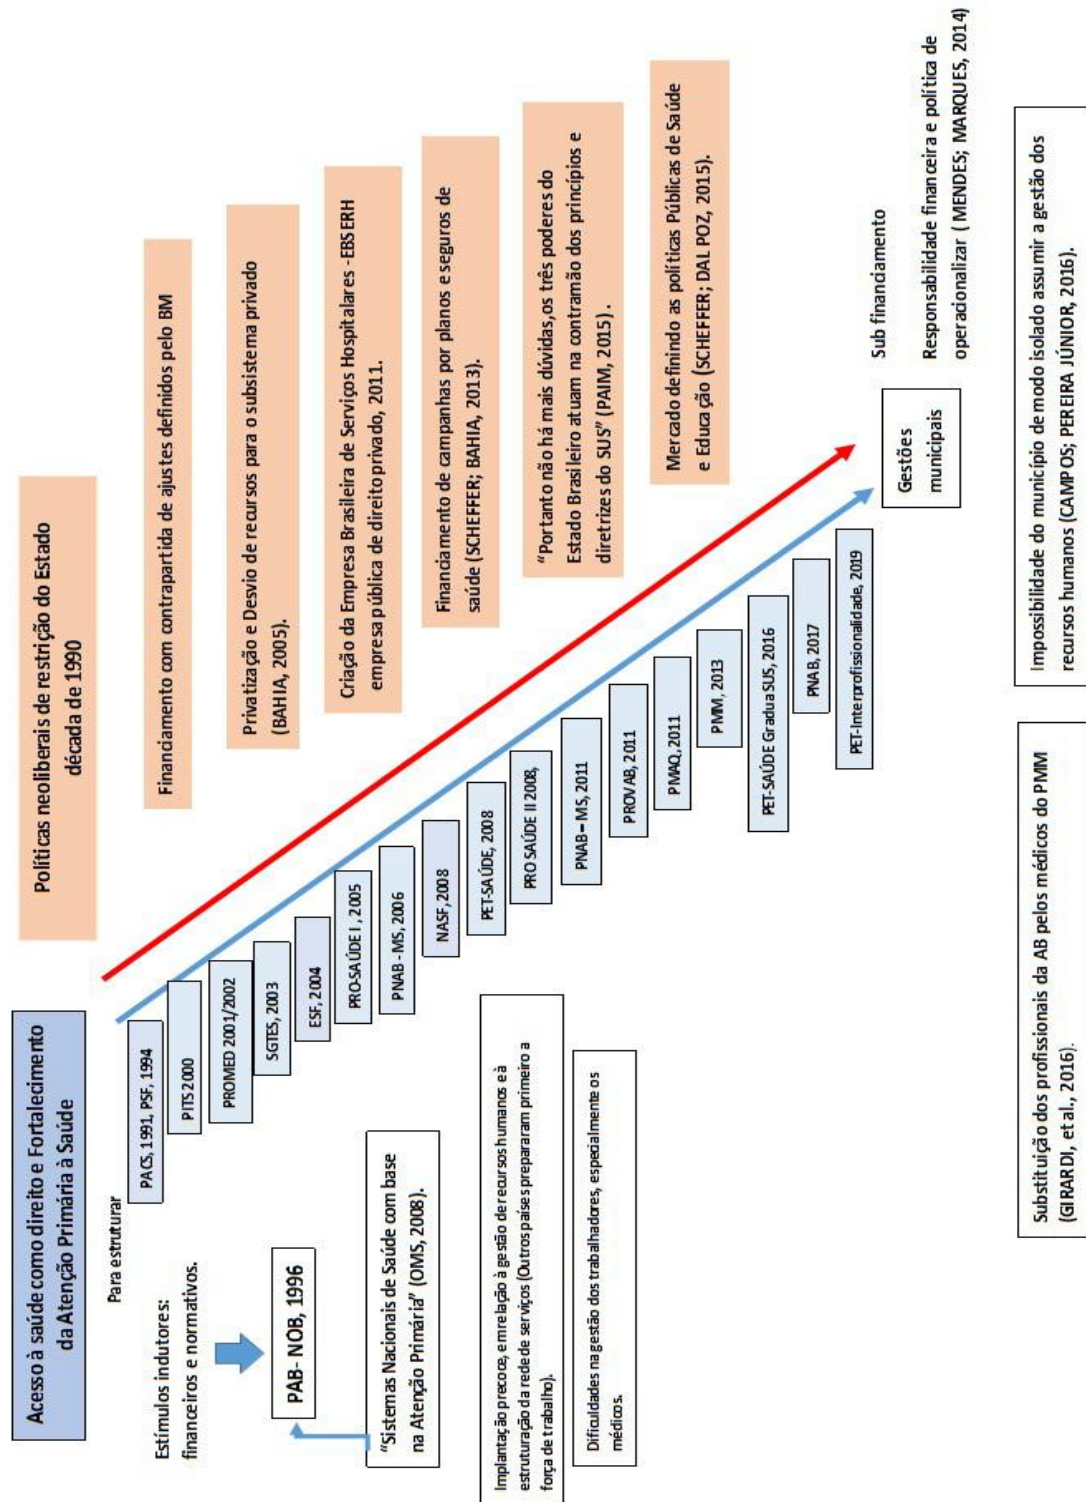 Acesso à saúde como direito e Fortalecimento
da Atenção Primária à Saúde
Políticas neoliberais de restrição do Estado
década de 1990
Para estruturar
Estímulos indutores:
financeiros e normativos.
PAB- NOB, 1996
“Sistemas Nacionais de Saúde com base
na Atenção Primária” (OMS, 2008).
Implantação precoce, em relação à gestão de recursos humanos e à
estruturação da rede de serviços (Outros países prepararam primeiro a
força de trabalho).
Dificuldades na gestão dos trabalhadores, especialmente os
médicos.
PACS, 1991, PSF, 1994
PITS 2000
PROMED 2001/2002
SGTES, 2003
ESF, 2004
PRO-SAÚDE I , 2005
PNAB - MS, 2006
NASF, 2008
PET-SAÚDE, 2008
PRO SAÚDE II 2008,
PNAB – MS, 2011
PROVAB, 2011
PMAQ, 2011
PMM, 2013
PET-SAÚDE Gradua SUS, 2016
PNAB, 2017
PET-Interprofissionalidade, 2019
Financiamento com contrapartida de ajustes definidos pelo BM
Privatização e Desvio de recursos para o subsistema privado
(BAHIA, 2005).
Criação da Empresa Brasileira de Serviços Hospitalares - EBSERH
empresa pública de direito privado, 2011.
Financiamento de campanhas por planos e seguros de
saúde (SCHEFFER; BAHIA, 2013).
“Portanto não há mais dúvidas, os três poderes do
Estado Brasileiro atuam na contramão dos princípios e
diretrizes do SUS” (PAIM, 2015) .
Mercado definindo as políticas Públicas de Saúde
e Educação (SCHEFFER; DAL POZ, 2015).
Gestões
municipais
Sub financiamento
Responsabilidade financeira e política de
operacionalizar ( MENDES; MARQUES, 2014)
Substituição dos profissionais da AB pelos médicos do PMM
(GIRARDI, et al., 2016).
Impossibilidade do município de modo isolado assumir a gestão dos
recursos humanos (CAMPOS; PEREIRA JÚNIOR, 2016).